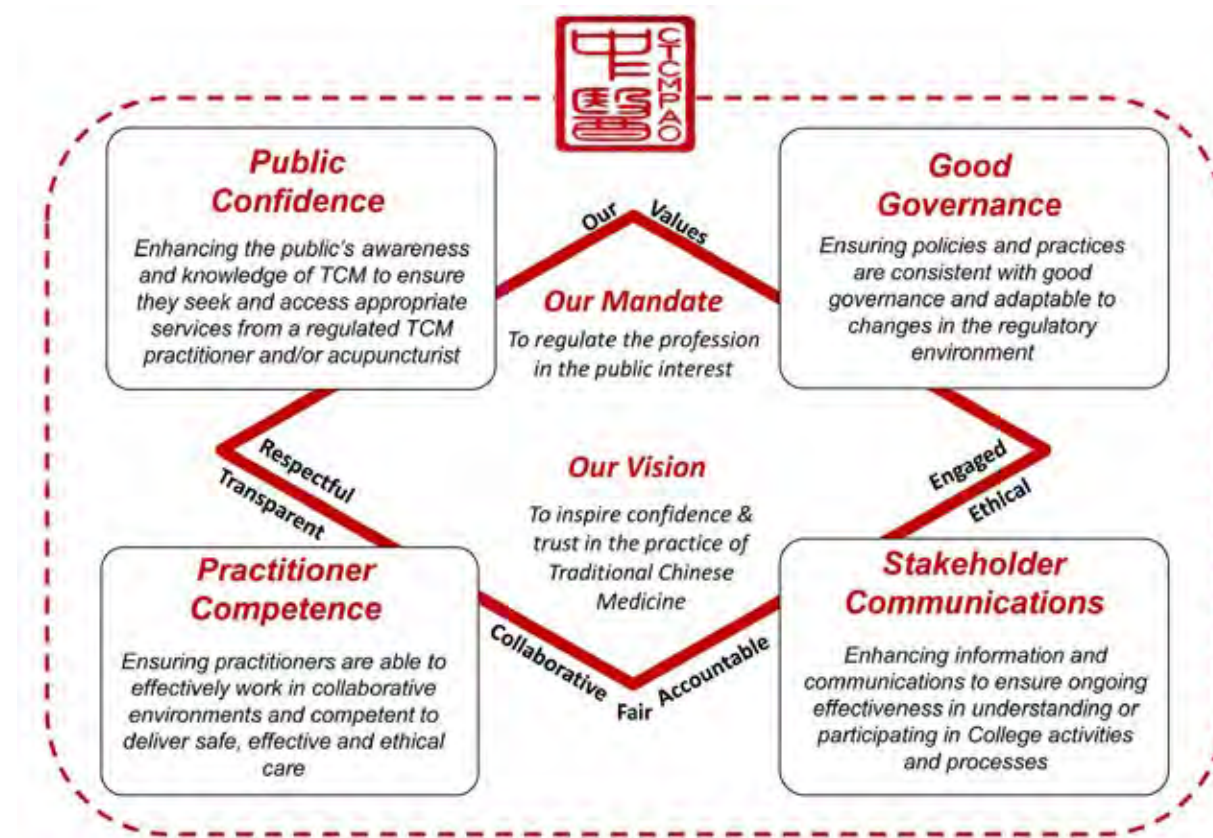 中医
CTCMPAO
Public
Confidence
Enhancing the public's awareness
and knowledge of TCM to ensure
they seek and access appropriate
services from a regulated TCM
practitioner and/or acupuncturist
Good
Governance
Ensuring policies and practices
are consistent with good
governance and adaptable to
changes in the regulatory
environment
Our Values
Our Mandate
To regulate the profession
in the public interest
Respectful
Transparent
Our Vision
To inspire confidence &
trust in the practice of
Traditional Chinese
Medicine
Engaged
Ethical
Practitioner
Competence
Ensuring practitioners are able to
effectively work in collaborative
environments and competent to
deliver safe, effective and ethical
care
Collaborative
Fair
Accountable
Stakeholder
Communications
Enhancing information and
communications to ensure ongoing
effectiveness in understanding or
participating in College activities
and processes